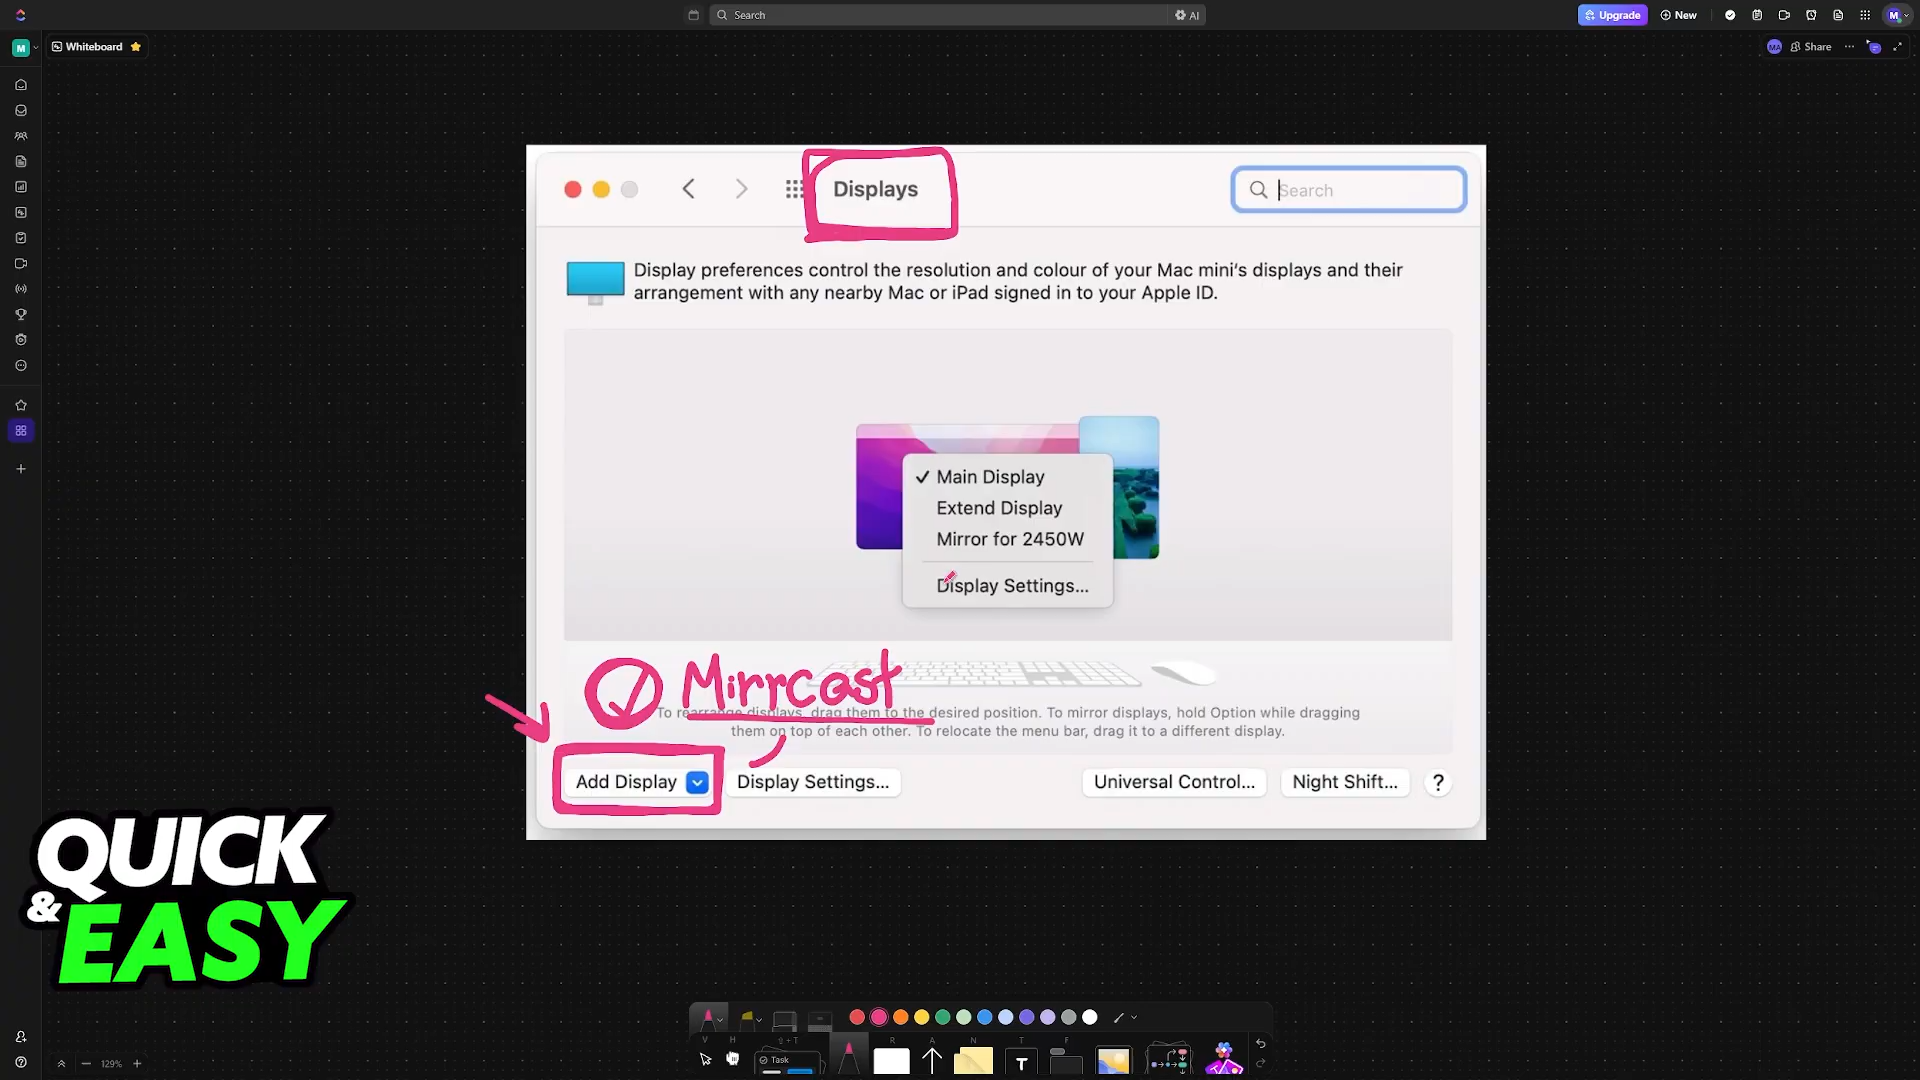 Search
AI
Upgrade
New
M
Whiteboard
MA
Share
Displays
Search
Display preferences control the resolution and colour of your Mac mini's displays and their
arrangement with any nearby Mac or iPad signed in to your Apple ID.
✓ Main Display
Extend Display
Mirror for 2450W
Display Settings...
Mirrcast
To rearrange displays, drag them to the desired position. To mirror displays, hold Option while dragging
them on top of each other. To relocate the menu bar, drag it to a different display.
Add Display
Display Settings...
Universal Control...
Night Shift...
?
QUICK
& EASY
V
H
⇧ + T
R
A
N
T
F
Task
T
129%
M